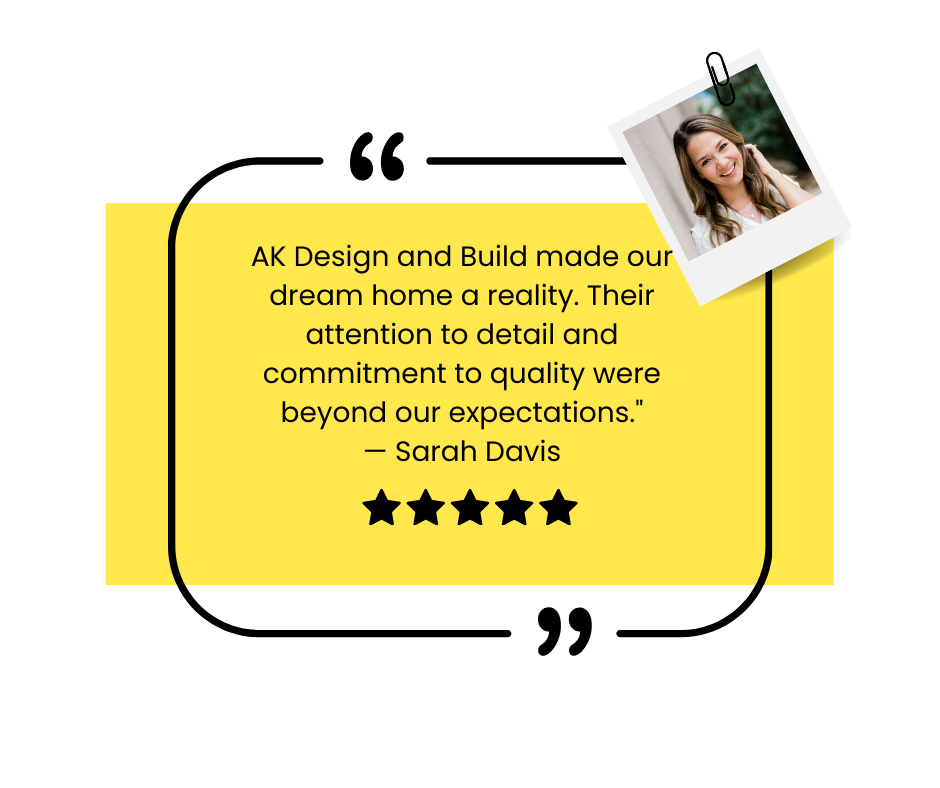 AK Design and Build made our
dream home a reality. Their
attention to detail and
commitment to quality were
beyond our expectations."
— Sarah Davis